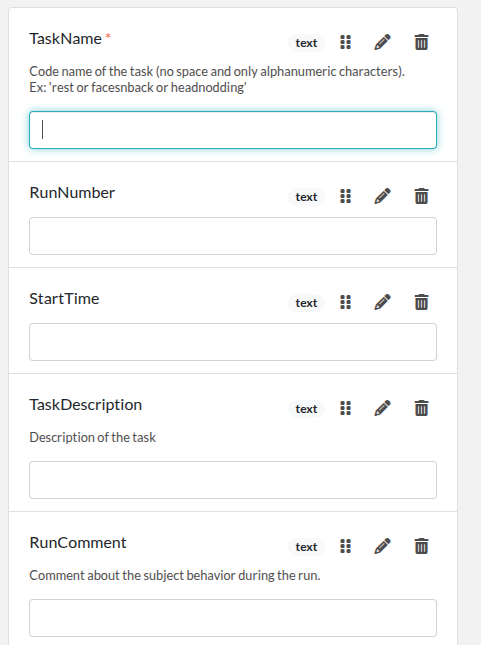 TaskName *
text
Code name of the task (no space and only alphanumeric characters).
Ex: 'rest or facesnback or headnodding'
RunNumber
text
StartTime
text
TaskDescription
text
Description of the task
RunComment
text
Comment about the subject behavior during the run.